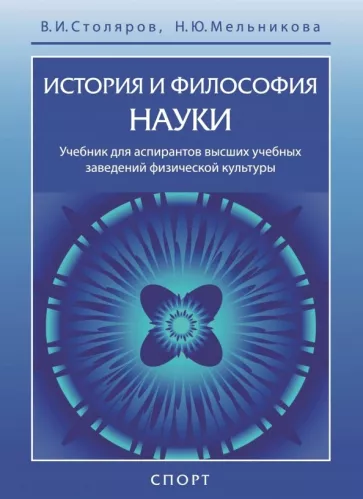 В.И.Столяров, Н.Ю.Мельникова
ИСТОРИЯ И ФИЛОСОФИЯ
НАУКИ
Учебник для аспирантов высших учебных
заведений физической культуры
СПОРТ